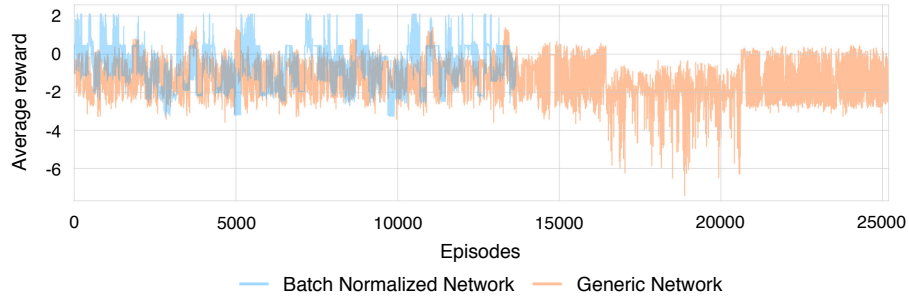 2
0
-2
-4
-6
Average reward
0 5000 10000 15000 20000 25000
Episodes
Batch Normalized Network Generic Network